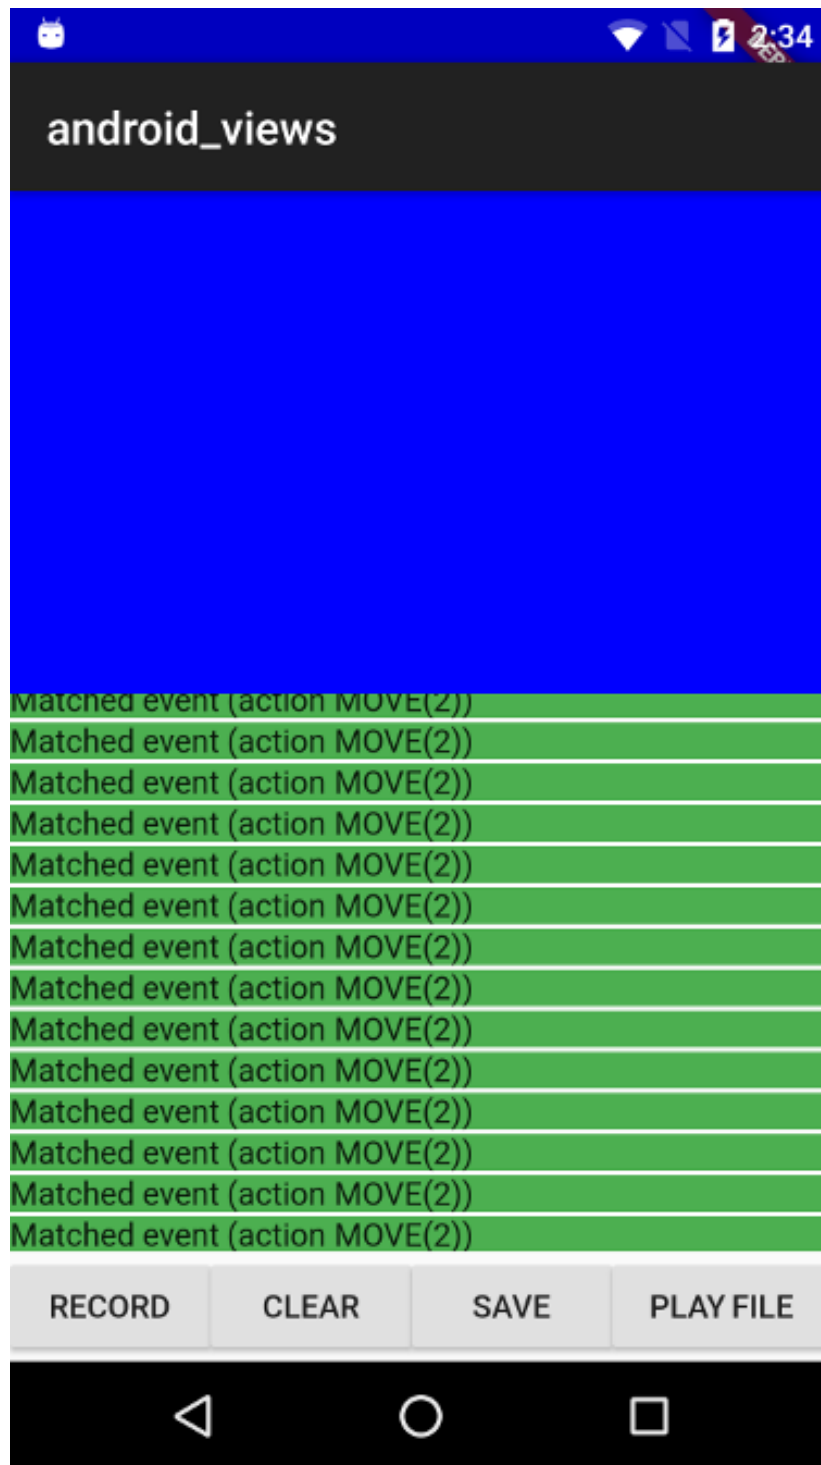 2:34
android_views
Matched event (action MOVE(2))
Matched event (action MOVE(2))
Matched event (action MOVE(2))
Matched event (action MOVE(2))
Matched event (action MOVE(2))
Matched event (action MOVE(2))
Matched event (action MOVE(2))
Matched event (action MOVE(2))
Matched event (action MOVE(2))
Matched event (action MOVE(2))
Matched event (action MOVE(2))
Matched event (action MOVE(2))
Matched event (action MOVE(2))
Matched event (action MOVE(2))
RECORD CLEAR SAVE PLAY FILE